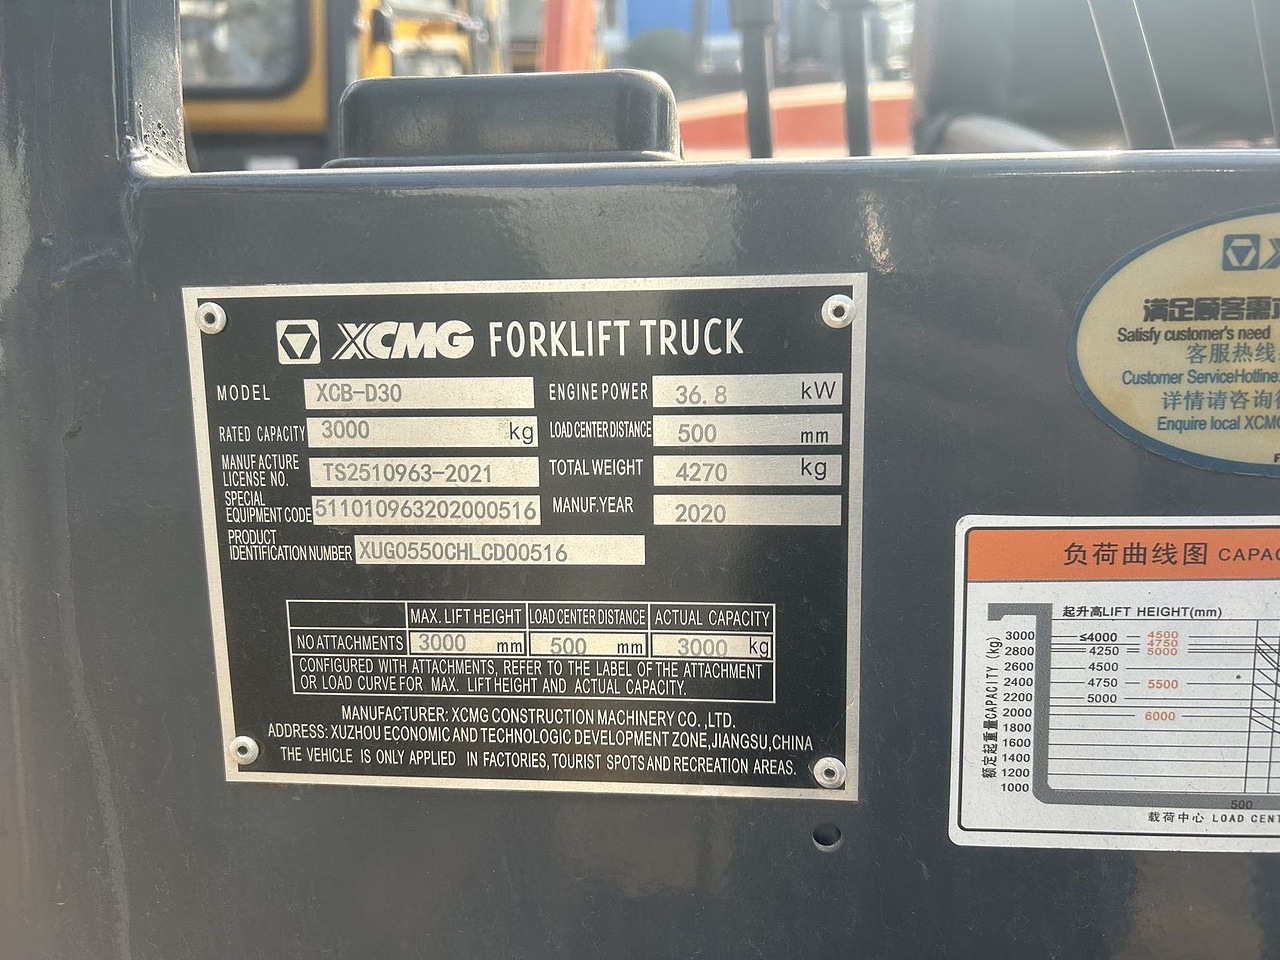 XCMG FORKLIFT TRUCK
MODEL XCB-D30 ENGINE POWER 36.8 kW
RATED CAPACITY 3000 kg LOAD CENTER DISTANCE 500 mm
MANUFACTURE LICENSE NO. TS2510963-2021 TOTAL WEIGHT 4270 kg
SPECIAL EQUIPMENT CODE 511010963202000516 MANUF.YEAR 2020
PRODUCT IDENTIFICATION NUMBER XUG0550CHLCD00516
MAX. LIFT HEIGHT LOAD CENTER DISTANCE ACTUAL CAPACITY
NO ATTACHMENTS 3000 mm 500 mm 3000 kg
CONFIGURED WITH ATTACHMENTS, REFER TO THE LABEL OF THE ATTACHMENT
OR LOAD CURVE FOR MAX. LIFT HEIGHT AND ACTUAL CAPACITY.
MANUFACTURER: XCMG CONSTRUCTION MACHINERY CO.,LTD.
ADDRESS: XUZHOU ECONOMIC AND TECHNOLOGIC DEVELOPMENT ZONE,JIANGSU,CHINA
THE VEHICLE IS ONLY APPLIED IN FACTORIES,TOURIST SPOTS AND RECREATION AREAS.
满足顾客需
Satisfy customer's need
客服热线
Customer ServiceHotline:
详情请咨询
Enquire local XCMG
负荷曲线图 CAPAC
起升高LIFT HEIGHT(mm)
额定起重量CAPACITY (kg)
3000 ≤4000 4500
4750
2800 4250 5000
2600 4500
2400 4750 5500
2200 5000
2000 6000
1800
1600
1400
1200
1000
500
载荷中心 LOAD CENT